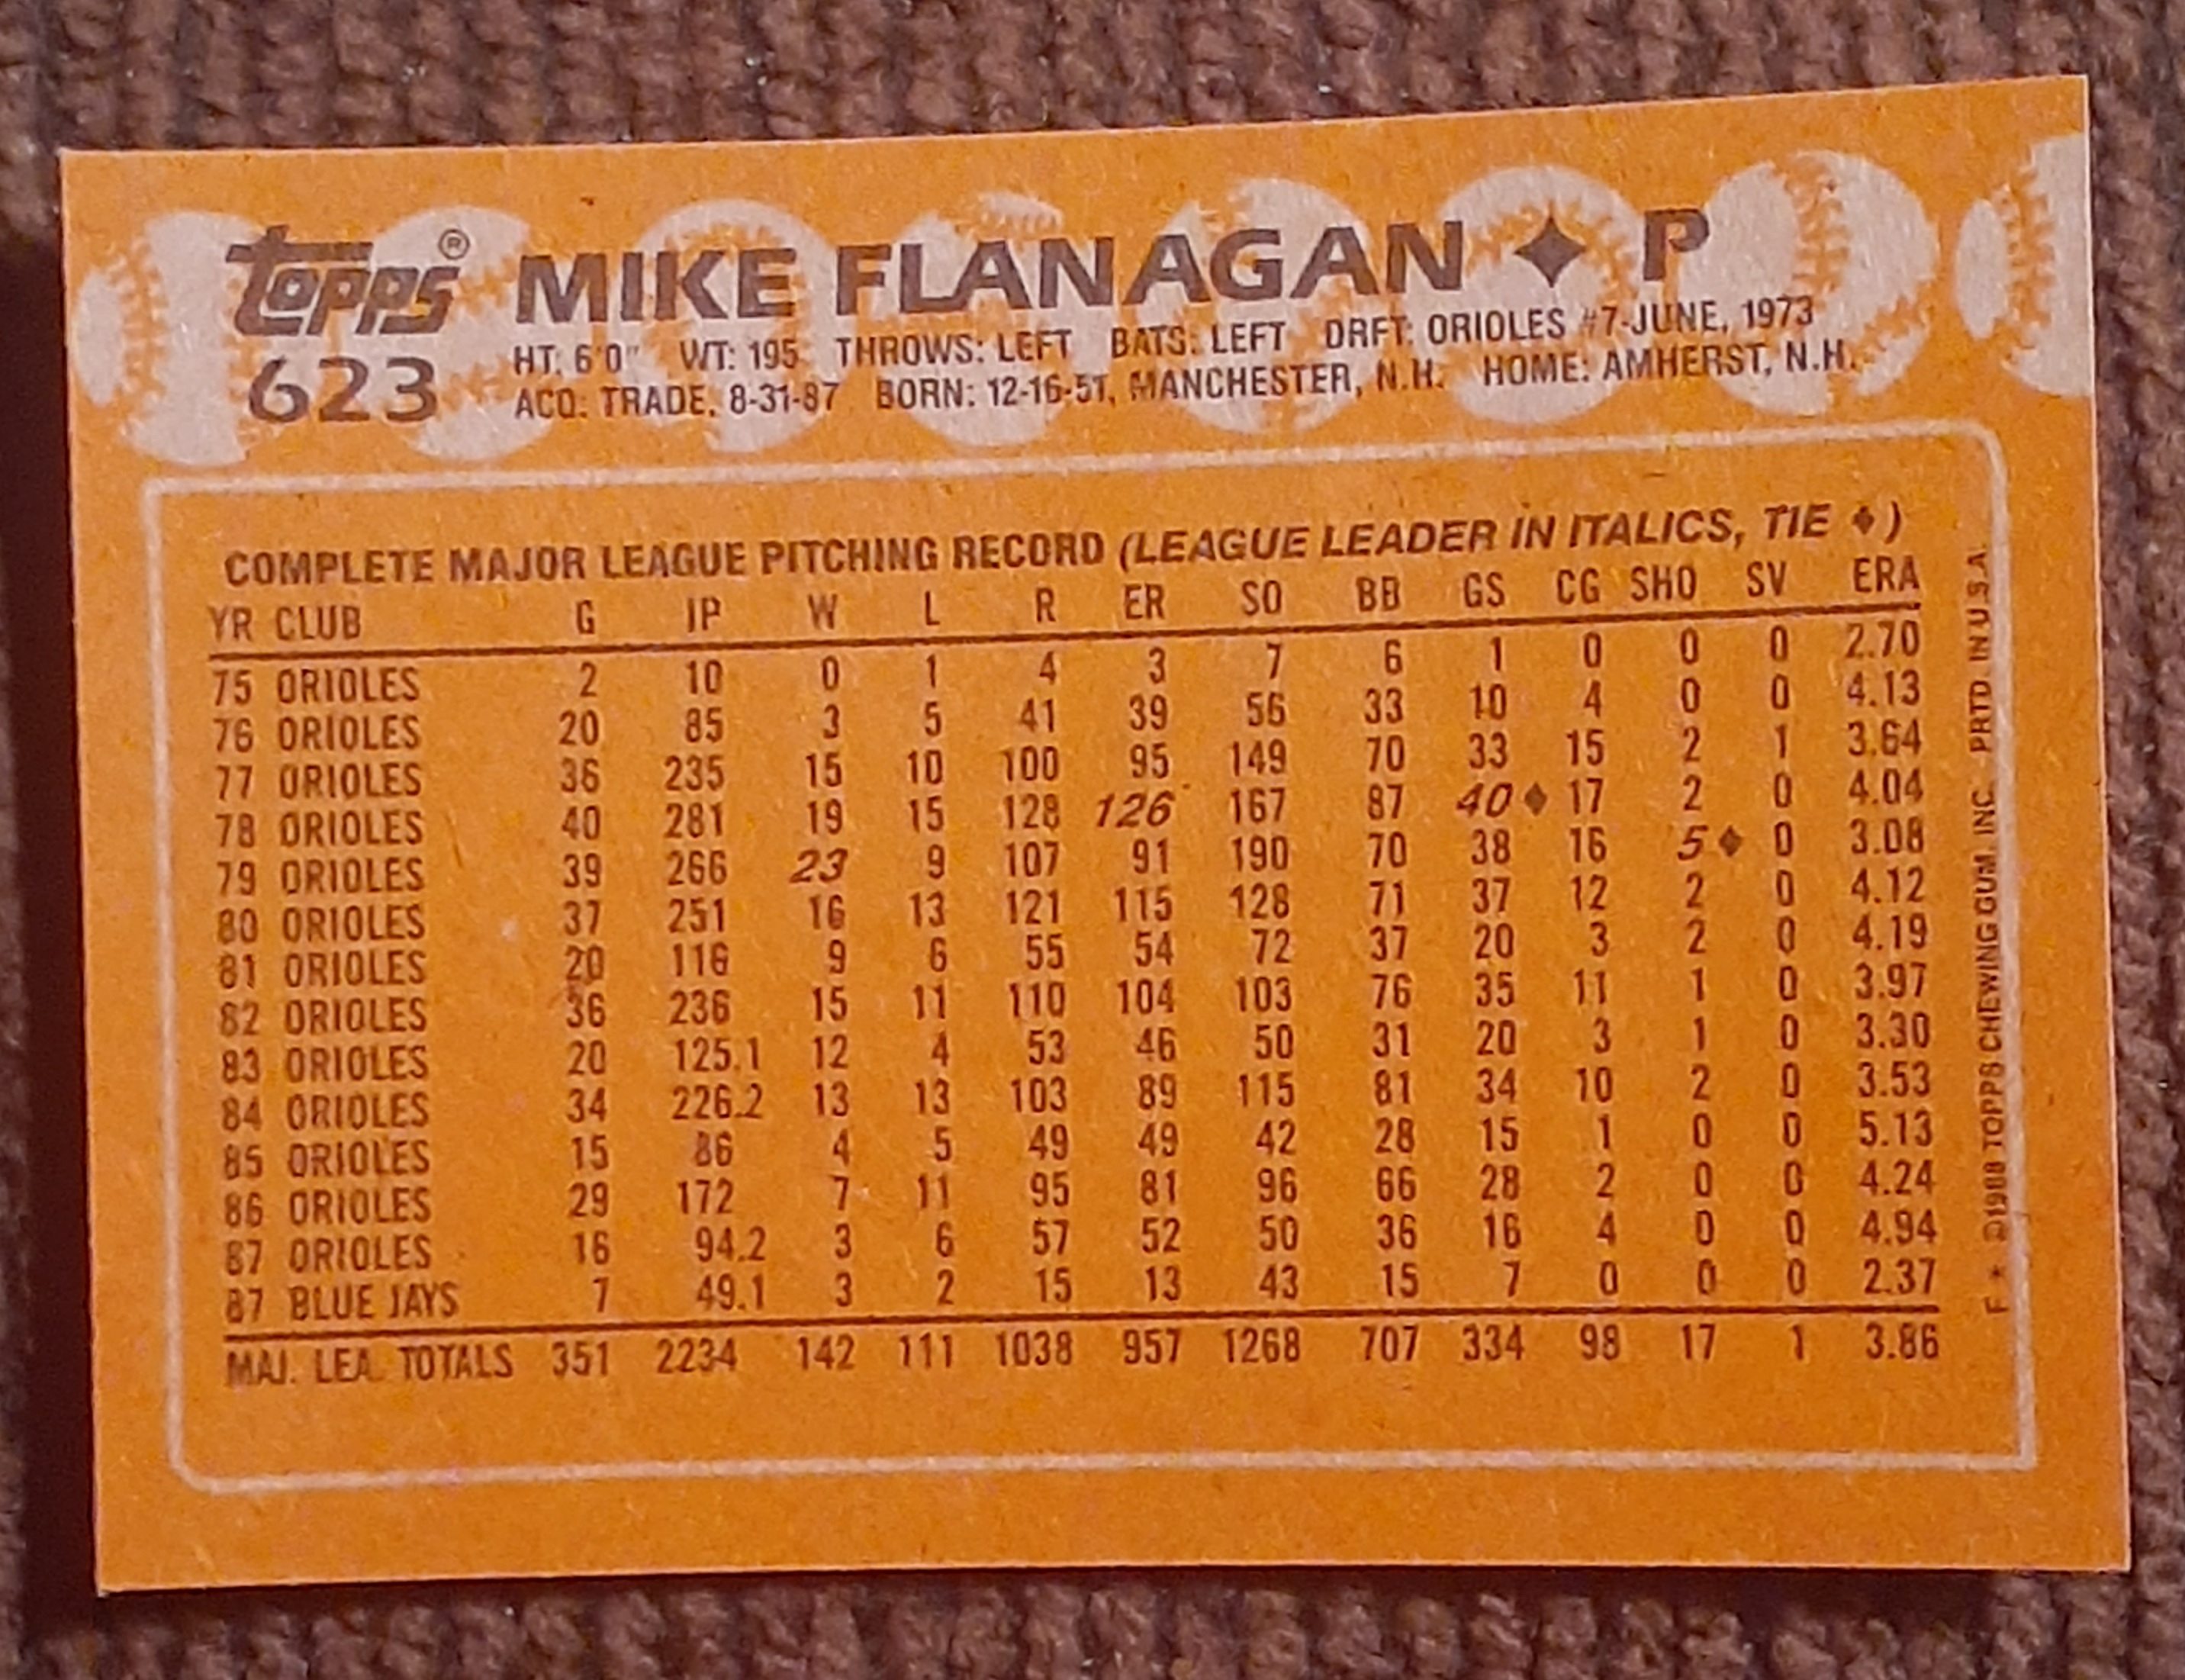 topps® MIKE FLANAGAN ✦ P
623 HT: 6'0" WT: 195 THROWS: LEFT BATS: LEFT DRFT: ORIOLES #7-JUNE, 1973
ACQ: TRADE, 8-31-87 BORN: 12-16-51, MANCHESTER, N.H. HOME: AMHERST, N.H.
COMPLETE MAJOR LEAGUE PITCHING RECORD (LEAGUE LEADER IN ITALICS, TIE ♦)
YR CLUB G IP W L R ER SO BB GS CG SHO SV ERA
75 ORIOLES 2 10 0 1 4 3 7 6 1 0 0 0 2.70
76 ORIOLES 20 85 3 5 41 39 56 33 10 4 0 0 4.13
77 ORIOLES 36 235 15 10 100 95 149 70 33 15 2 1 3.64
78 ORIOLES 40 281 19 15 128 126 167 87 40♦ 17 2 0 4.04
79 ORIOLES 39 266 23 9 107 91 190 70 38 16 5♦ 0 3.08
80 ORIOLES 37 251 16 13 121 115 128 71 37 12 2 0 4.12
81 ORIOLES 20 116 9 6 55 54 72 37 20 3 2 0 4.19
82 ORIOLES 36 236 15 11 110 104 103 76 35 11 1 0 3.97
83 ORIOLES 20 125.1 12 4 53 46 50 31 20 3 1 0 3.30
84 ORIOLES 34 226.2 13 13 103 89 115 81 34 10 2 0 3.53
85 ORIOLES 15 86 4 5 49 49 42 28 15 1 0 0 5.13
86 ORIOLES 29 172 7 11 95 81 96 66 28 2 0 0 4.24
87 ORIOLES 16 94.2 3 6 57 52 50 36 16 4 0 0 4.94
87 BLUE JAYS 7 49.1 3 2 15 13 43 15 7 0 0 0 2.37
MAJ. LEA. TOTALS 351 2234 142 111 1038 957 1268 707 334 98 17 1 3.86
F* ©1988 TOPPS CHEWING GUM, INC. PRTD IN U.S.A.